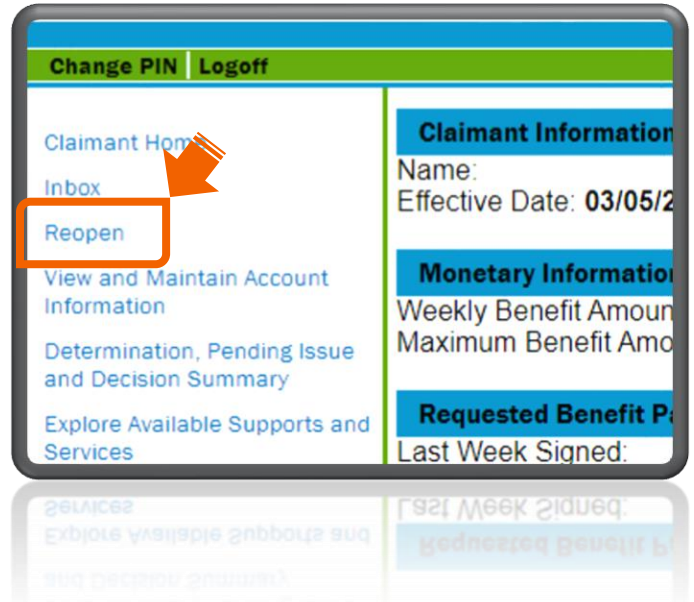 Change PIN Logoff
Claimant Home
Inbox
Reopen
View and Maintain Account
Information
Determination, Pending Issue
and Decision Summary
Explore Available Supports and
Services
Claimant Information
Name:
Effective Date: 03/05/2
Monetary Information
Weekly Benefit Amoun
Maximum Benefit Amo
Requested Benefit Pa
Last Week Signed: